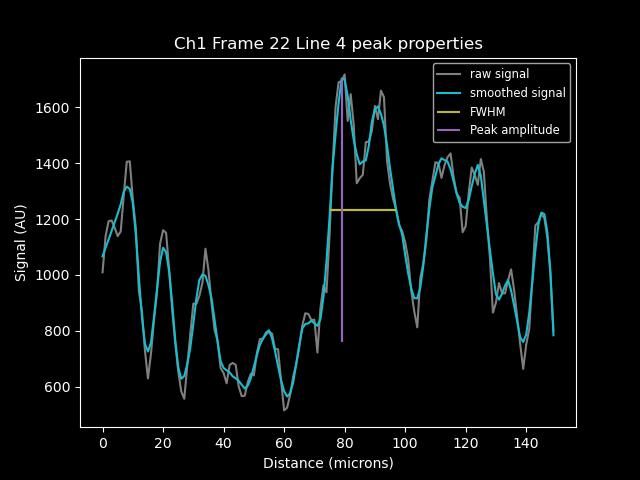 Ch1 Frame 22 Line 4 peak properties
raw signal
smoothed signal
FWHM
Peak amplitude
Signal (AU)
1600
1400
1200
1000
800
600
0 20 40 60 80 100 120 140
Distance (microns)